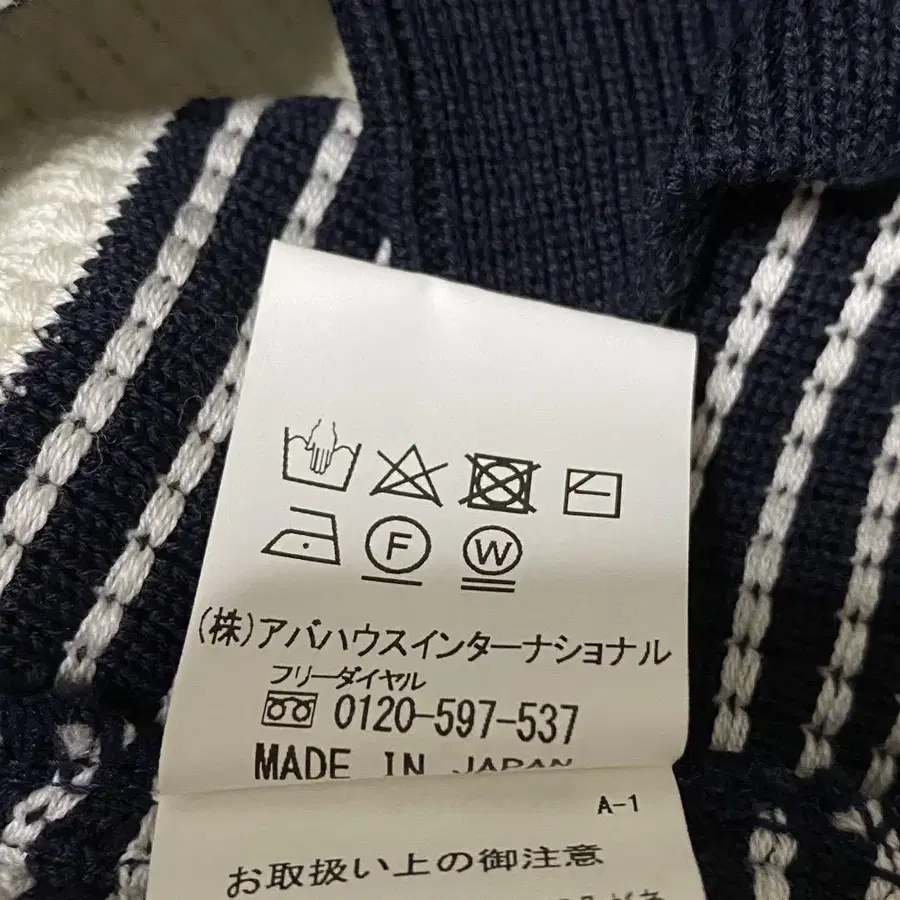 F W
(株)アバハウスインターナショナル
フリーダイヤル
0120-597-537
MADE IN JAPAN
A-1
お取扱い上の御注意